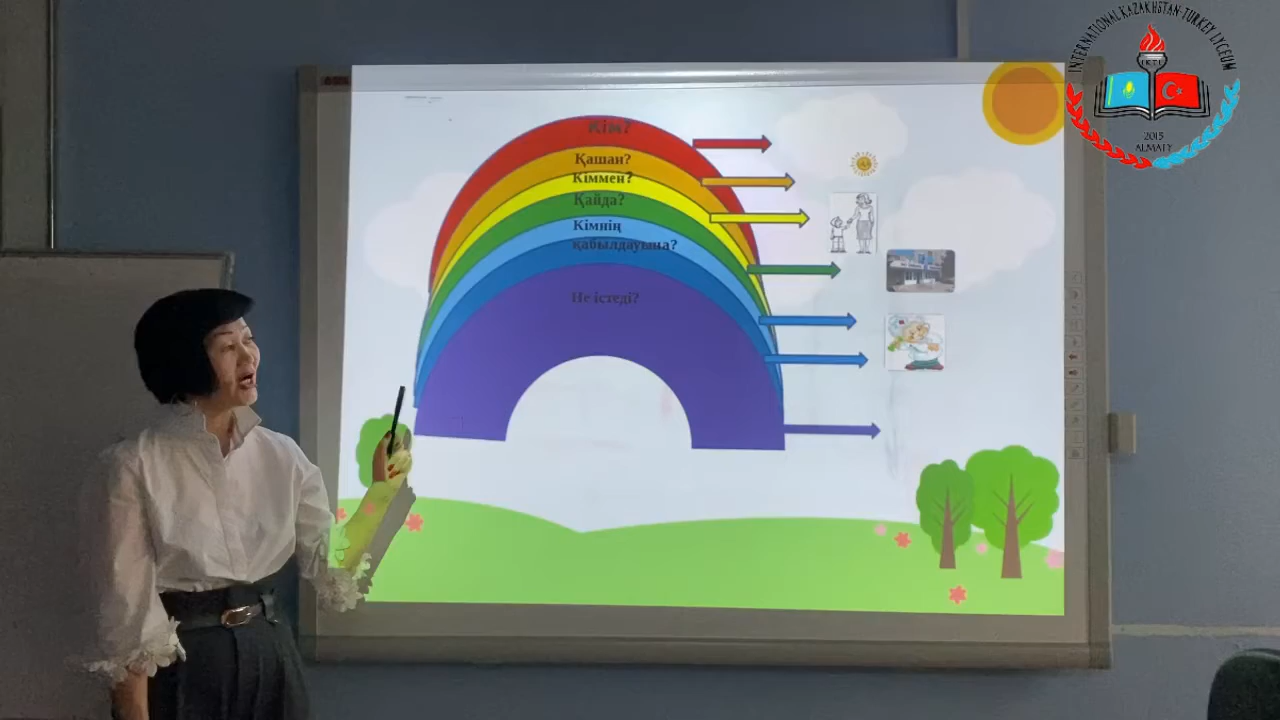 Кім?
Қашан?
Кіммен?
Қайда?
Кімнің
қабылдауына?
Не істеді?
INTERNATIONAL KAZAKHSTAN-TURKEY LYCEUM
2015
ALMATY